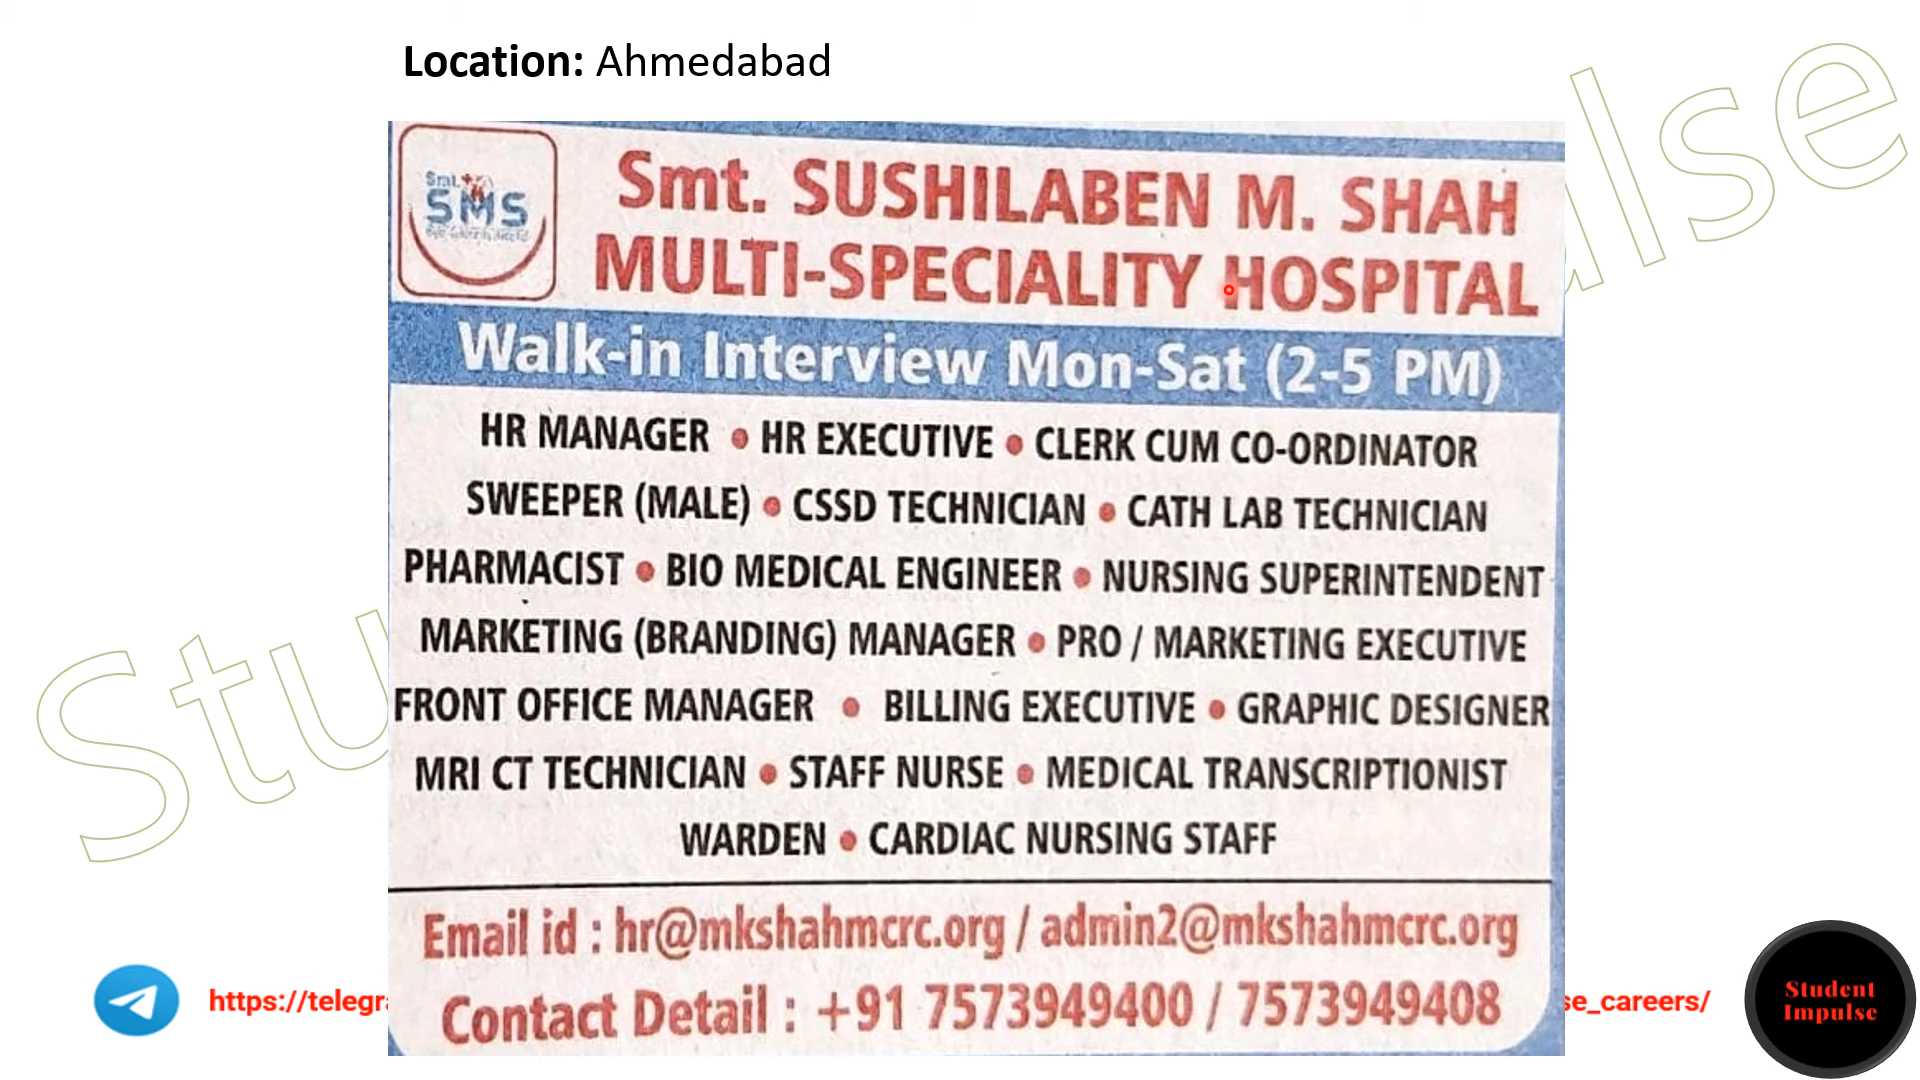 Location: Ahmedabad
Smt.
SMS
Smt. SUSHILABEN M. SHAH
MULTI-SPECIALITY HOSPITAL
Walk-in Interview Mon-Sat (2-5 PM)
HR MANAGER • HR EXECUTIVE • CLERK CUM CO-ORDINATOR
SWEEPER (MALE) • CSSD TECHNICIAN • CATH LAB TECHNICIAN
PHARMACIST • BIO MEDICAL ENGINEER • NURSING SUPERINTENDENT
MARKETING (BRANDING) MANAGER • PRO / MARKETING EXECUTIVE
FRONT OFFICE MANAGER • BILLING EXECUTIVE • GRAPHIC DESIGNER
MRI CT TECHNICIAN • STAFF NURSE • MEDICAL TRANSCRIPTIONIST
WARDEN • CARDIAC NURSING STAFF
Email id : hr@mkshahmcrc.org / admin2@mkshahmcrc.org
Contact Detail : +91 7573949400 / 7573949408
https://telegr
se_careers/
Student
Impulse
Stu
ulse